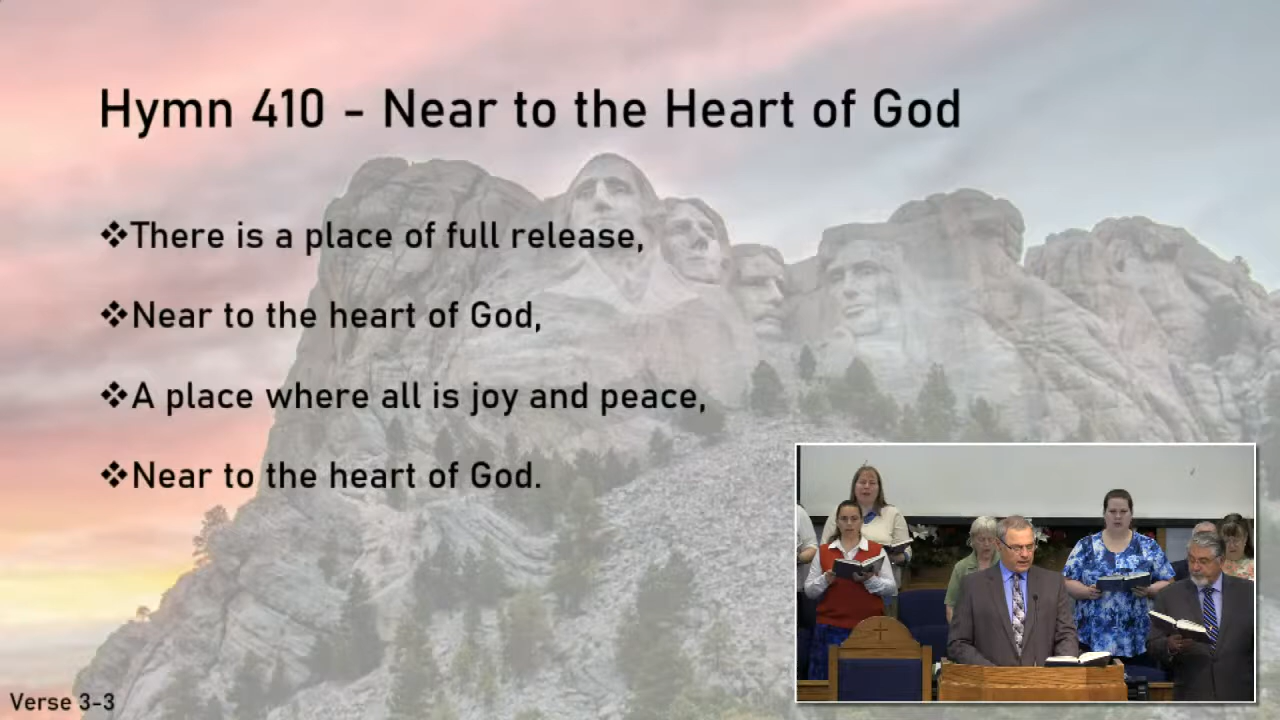 Hymn 410 - Near to the Heart of God
❖There is a place of full release,
❖Near to the heart of God,
❖A place where all is joy and peace,
❖Near to the heart of God.
Verse 3-3